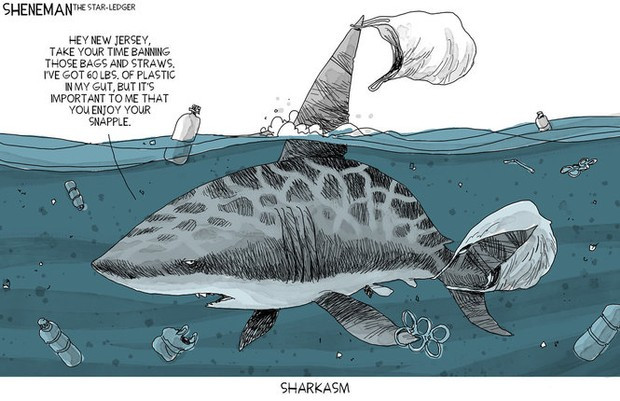 SHENEMAN THE STAR-LEDGER
HEY NEW JERSEY,
TAKE YOUR TIME BANNING
THOSE BAGS AND STRAWS.
I'VE GOT 60 LBS. OF PLASTIC
IN MY GUT, BUT IT'S
IMPORTANT TO ME THAT
YOU ENJOY YOUR
SNAPPLE.
SHARKASM